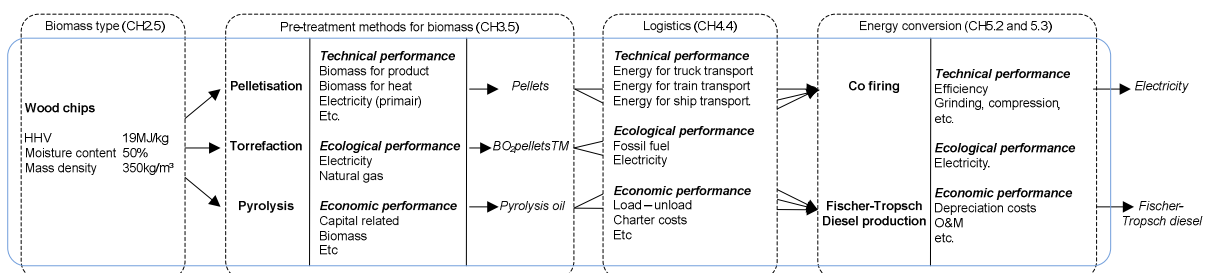 Biomass type (CH2.5)
Pre-treatment methods for biomass (CH3.5)
Logistics (CH4.4)
Energy conversion (CH5.2 and 5.3)
Wood chips
HHV 19MJ/kg
Moisture content 50%
Mass density 350kg/m³
Pelletisation
Torrefaction
Pyrolysis
Technical performance
Biomass for product
Biomass for heat
Electricity (primair)
Etc.
Ecological performance
Electricity
Natural gas
Economic performance
Capital related
Biomass
Etc
Pellets
BO₂pelletsTM
Pyrolysis oil
Technical performance
Energy for truck transport
Energy for train transport
Energy for ship transport.
Ecological performance
Fossil fuel
Electricity
Economic performance
Load–unload
Charter costs
Etc
Co firing
Fischer-Tropsch
Diesel production
Technical performance
Efficiency
Grinding, compression,
etc.
Ecological performance
Electricity.
Economic performance
Depreciation costs
O&M
etc.
Electricity
Fischer-
Tropsch diesel